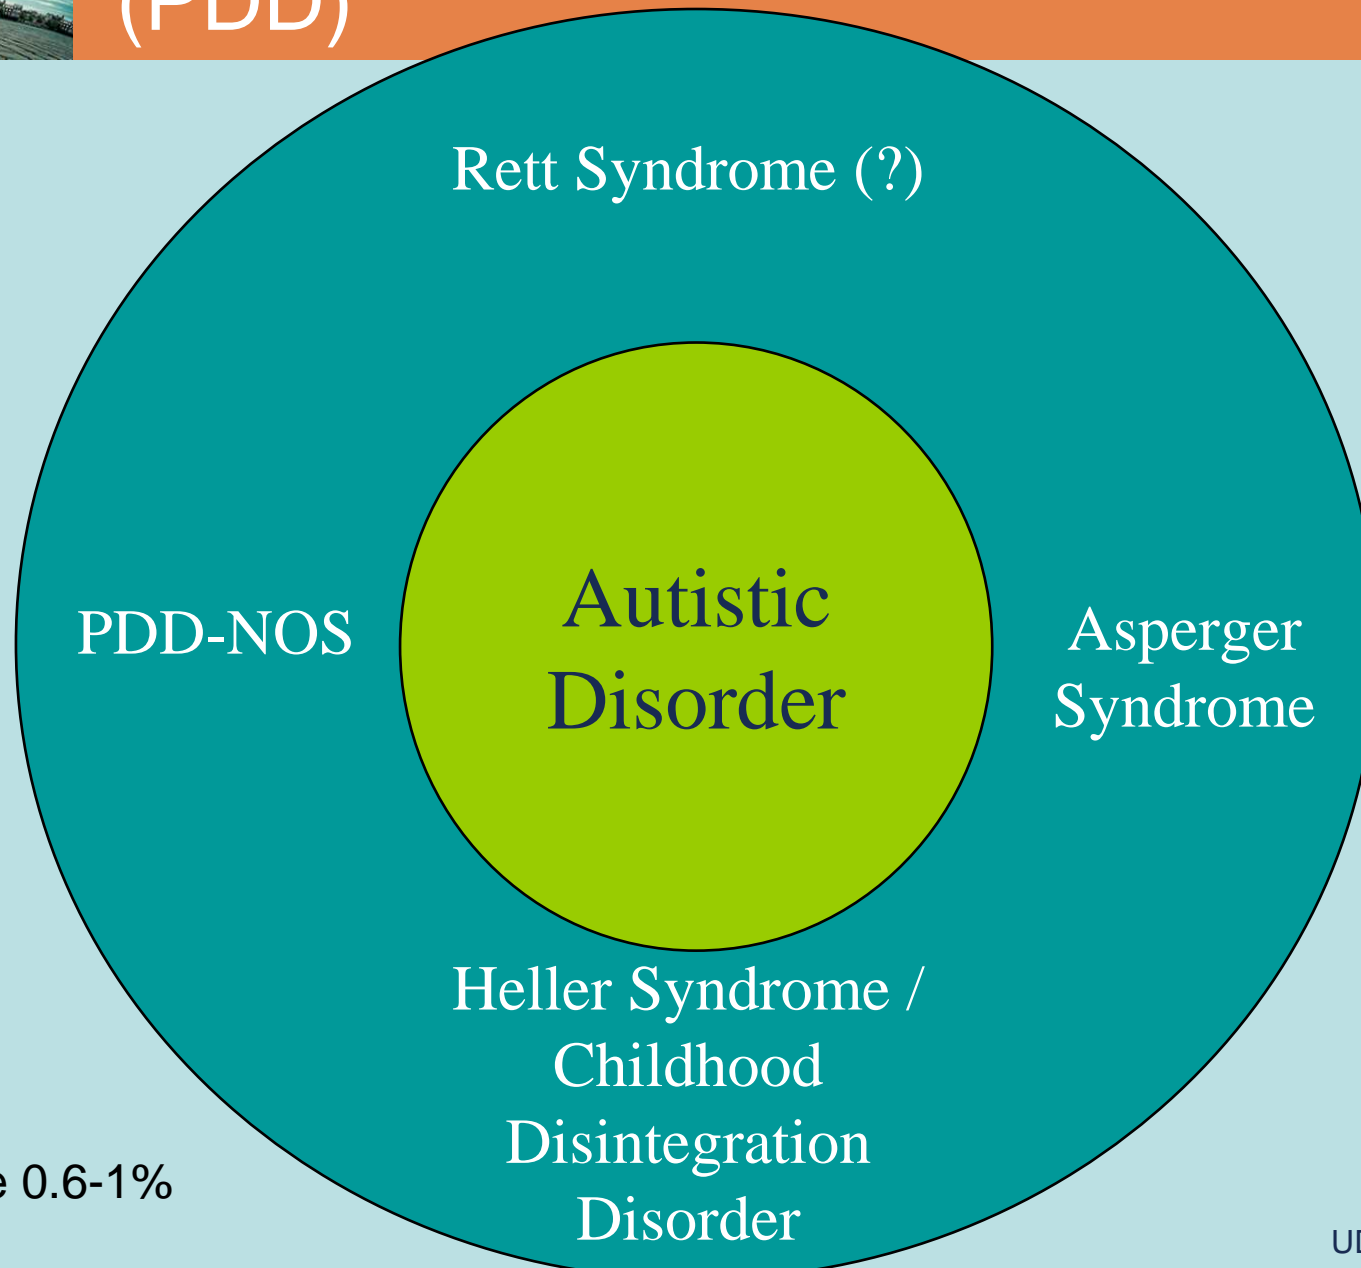 (PDD)
Rett Syndrome (?)
PDD-NOS
Autistic
Disorder
Asperger
Syndrome
Heller Syndrome /
Childhood
Disintegration
Disorder
0.6-1%